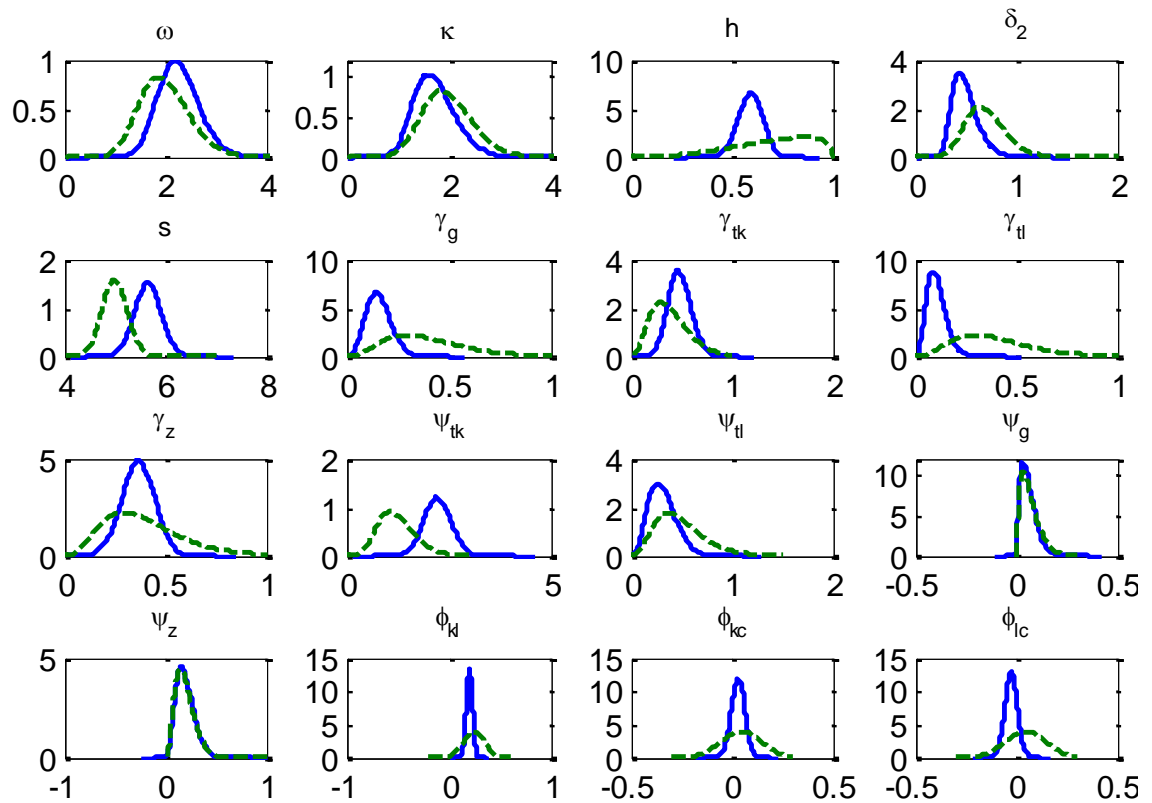 ω κ h δ2
1 1 10 4
0.5 0.5 5 2
0 0 0 0
0 2 4 0 2 4 0 0.5 1 0 1 2
s γg γtk γtl
2 10 4 10
1 5 2 5
0 0 0 0
4 6 8 0 0.5 1 0 1 2 0 0.5 1
γz ψtk ψtl ψg
5 2 4 10
1 2 5
0 0 0 0
0 0.5 1 0 5 0 1 2 -0.5 0 0.5
ψz ϕkl ϕkc ϕlc
5 15 15 15
10 10 10
5 5 5
0 0 0 0
-1 0 1 -1 0 1 -0.5 0 0.5 -0.5 0 0.5